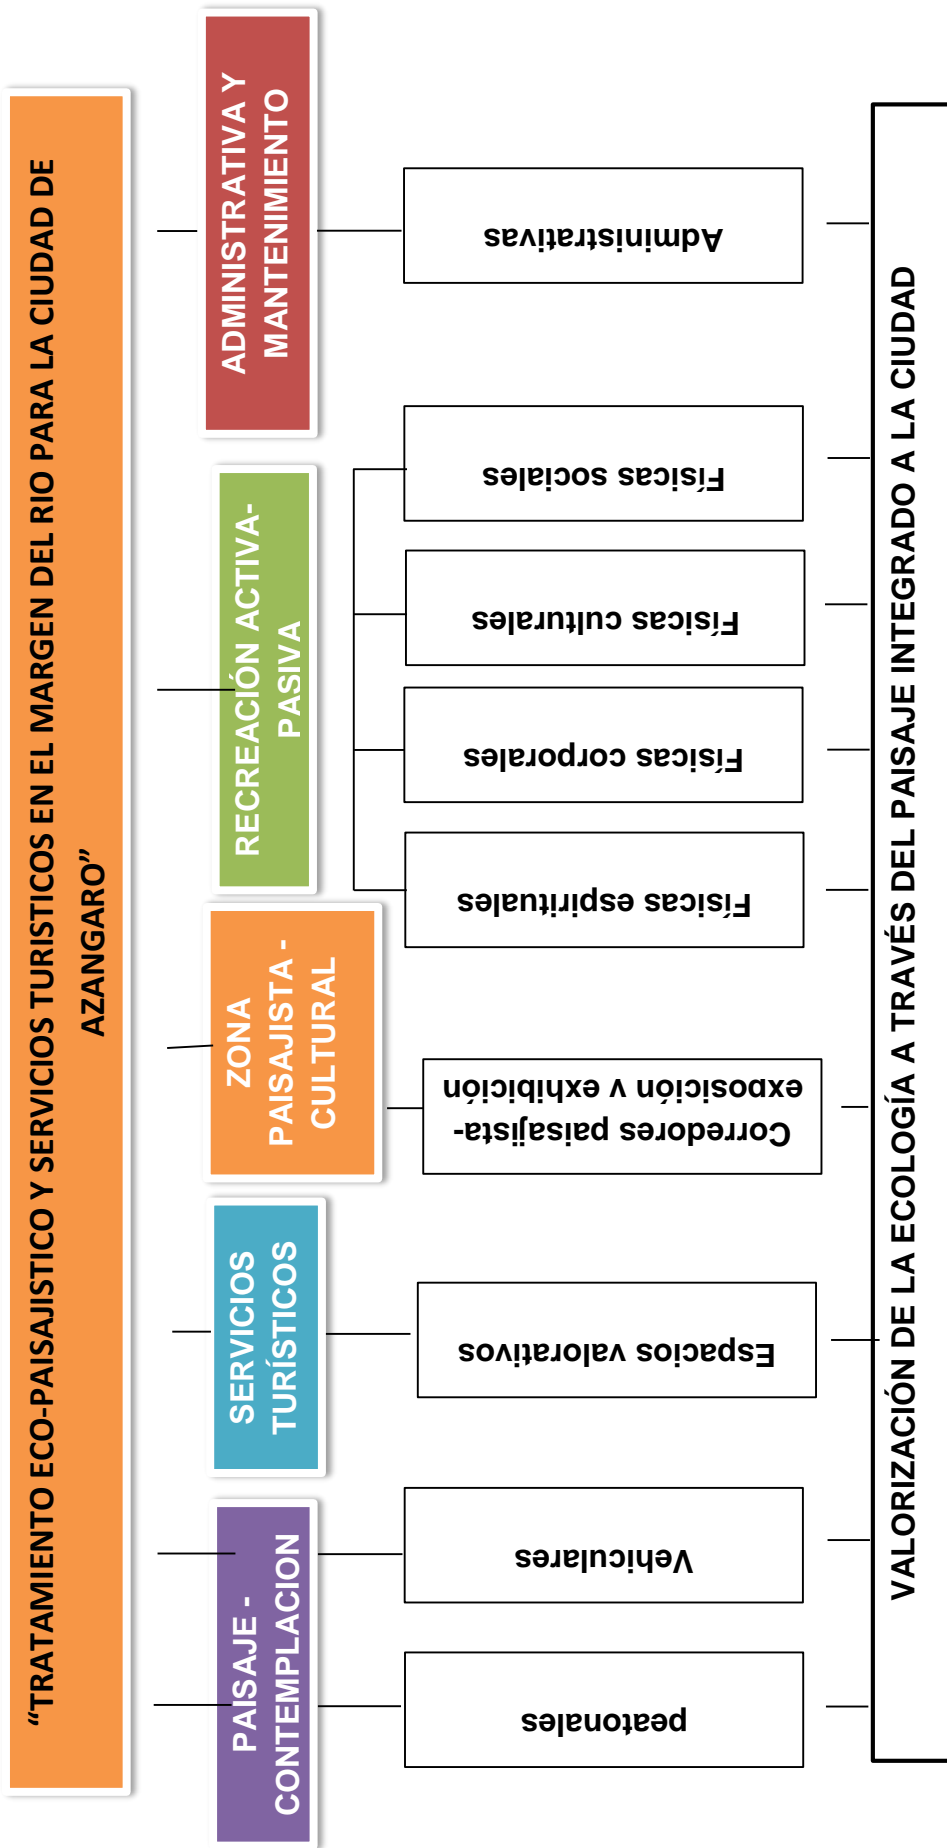 “TRATAMIENTO ECO-PAISAJISTICO Y SERVICIOS TURISTICOS EN EL MARGEN DEL RIO PARA LA CIUDAD DE
AZANGARO”
PAISAJE -
CONTEMPLACION
SERVICIOS
TURÍSTICOS
ZONA
PAISAJISTA -
CULTURAL
RECREACIÓN ACTIVA-
PASIVA
ADMINISTRATIVA Y
MANTENIMIENTO
peatonales
Vehiculares
Espacios valorativos
Corredores paisajista-
exposición y exhibición
Físicas espirituales
Físicas corporales
Físicas culturales
Físicas sociales
Administrativas
VALORIZACIÓN DE LA ECOLOGÍA A TRAVÉS DEL PAISAJE INTEGRADO A LA CIUDAD